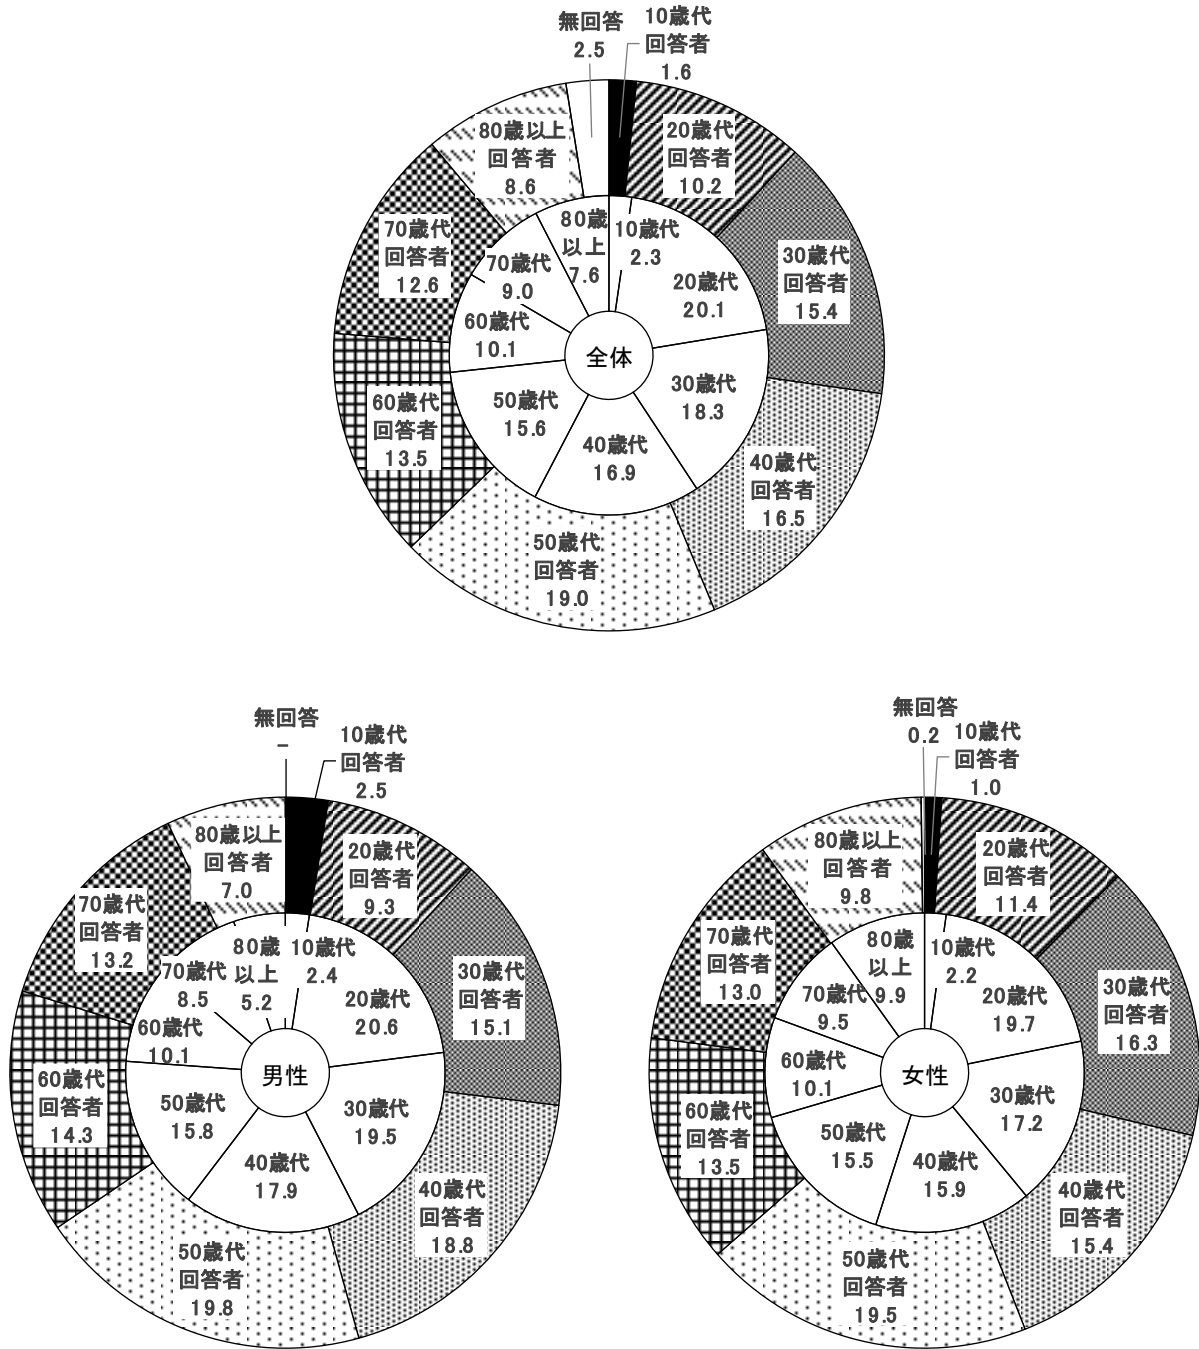 無回答
2.5
10歳代
回答者
1.6
20歳代
回答者
10.2
30歳代
回答者
15.4
40歳代
回答者
16.5
50歳代
回答者
19.0
60歳代
回答者
13.5
70歳代
回答者
12.6
80歳以上
回答者
8.6
10歳代
2.3
20歳代
20.1
30歳代
18.3
40歳代
16.9
50歳代
15.6
60歳代
10.1
70歳代
9.0
80歳
以上
7.6
全体
無回答
－
10歳代
回答者
2.5
20歳代
回答者
9.3
30歳代
回答者
15.1
40歳代
回答者
18.8
50歳代
回答者
19.8
60歳代
回答者
14.3
70歳代
回答者
13.2
80歳以上
回答者
7.0
10歳代
2.4
20歳代
20.6
30歳代
19.5
40歳代
17.9
50歳代
15.8
60歳代
10.1
70歳代
8.5
80歳
以上
5.2
男性
無回答
0.2
10歳代
回答者
1.0
20歳代
回答者
11.4
30歳代
回答者
16.3
40歳代
回答者
15.4
50歳代
回答者
19.5
60歳代
回答者
13.5
70歳代
回答者
13.0
80歳以上
回答者
9.8
10歳代
2.2
20歳代
19.7
30歳代
17.2
40歳代
15.9
50歳代
15.5
60歳代
10.1
70歳代
9.5
80歳
以上
9.9
女性